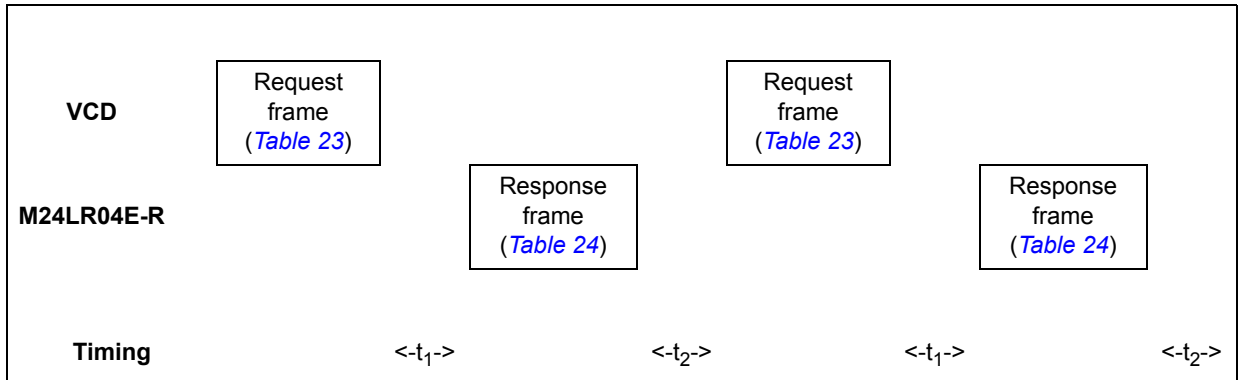 VCD
Request
frame
(Table 23)
Request
frame
(Table 23)
M24LR04E-R
Response
frame
(Table 24)
Response
frame
(Table 24)
Timing <-t1-> <-t2-> <-t1-> <-t2->